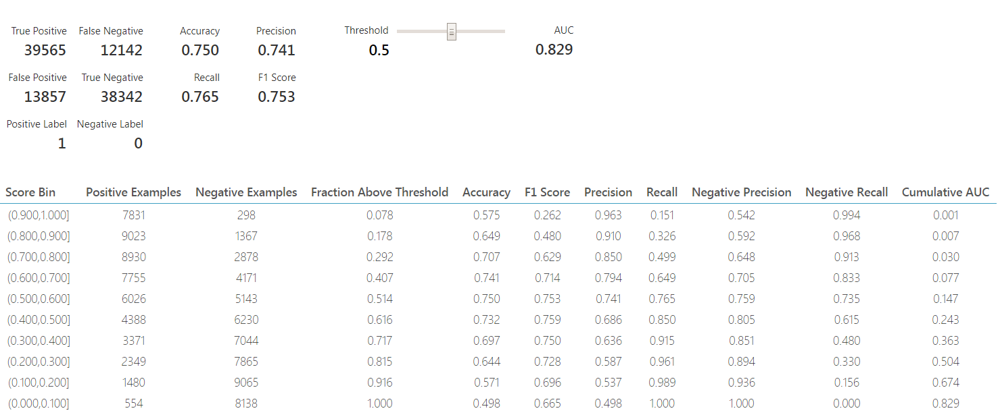 True Positive False Negative Accuracy Precision Threshold AUC
39565 12142 0.750 0.741 0.5 0.829
False Positive True Negative Recall F1 Score
13857 38342 0.765 0.753
Positive Label Negative Label
1 0
Score Bin Positive Examples Negative Examples Fraction Above Threshold Accuracy F1 Score Precision Recall Negative Precision Negative Recall Cumulative AUC
(0.900,1.000] 7831 298 0.078 0.575 0.262 0.963 0.151 0.542 0.994 0.001
(0.800,0.900] 9023 1367 0.178 0.649 0.480 0.910 0.326 0.592 0.968 0.007
(0.700,0.800] 8930 2878 0.292 0.707 0.629 0.850 0.499 0.648 0.913 0.030
(0.600,0.700] 7755 4171 0.407 0.741 0.714 0.794 0.649 0.705 0.833 0.077
(0.500,0.600] 6026 5143 0.514 0.750 0.753 0.741 0.765 0.759 0.735 0.147
(0.400,0.500] 4388 6230 0.616 0.732 0.759 0.686 0.850 0.805 0.615 0.243
(0.300,0.400] 3371 7044 0.717 0.697 0.750 0.636 0.915 0.851 0.480 0.363
(0.200,0.300] 2349 7865 0.815 0.644 0.728 0.587 0.961 0.894 0.330 0.504
(0.100,0.200] 1480 9065 0.916 0.571 0.696 0.537 0.989 0.936 0.156 0.674
(0.000,0.100] 554 8138 1.000 0.498 0.665 0.498 1.000 1.000 0.000 0.829